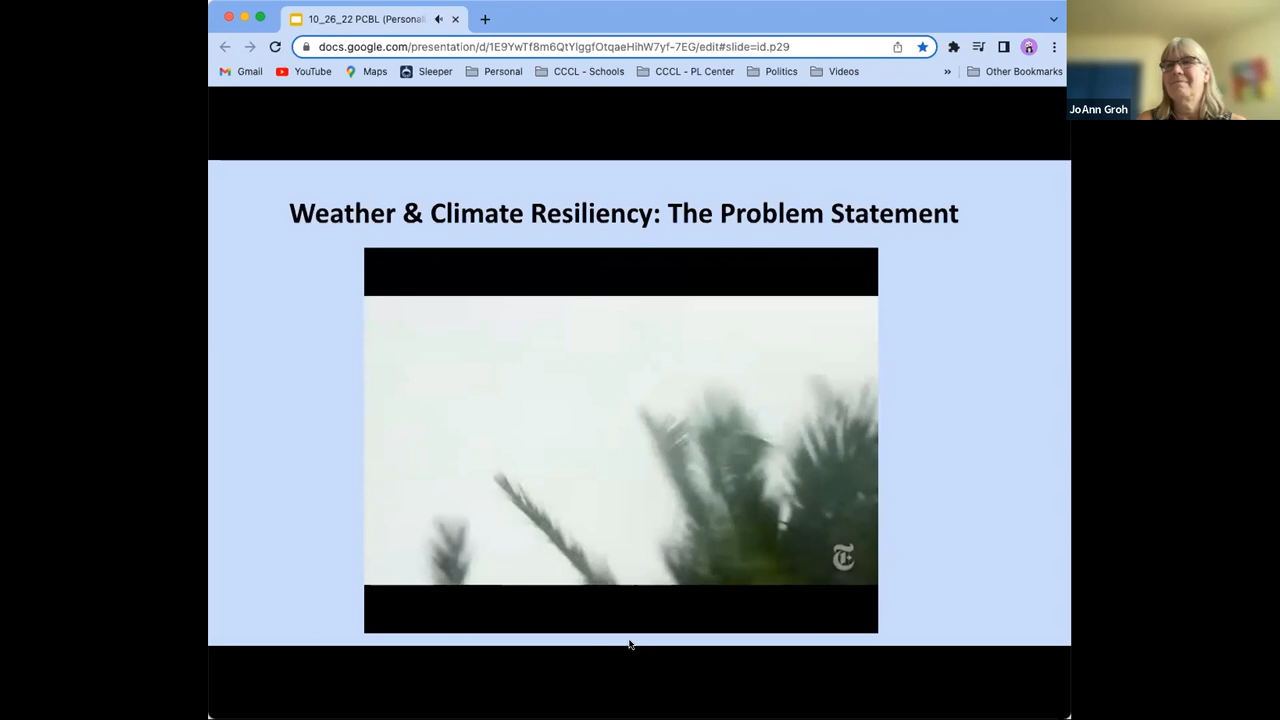 10_26_22 PCBL (Personal
docs.google.com/presentation/d/1E9YwTf8m6QtYlggfOtqaeHihW7yf-7EG/edit#slide=id.p29
Gmail YouTube Maps Sleeper Personal CCCL - Schools CCCL - PL Center Politics Videos » Other Bookmarks
JoAnn Groh
Weather & Climate Resiliency: The Problem Statement
T